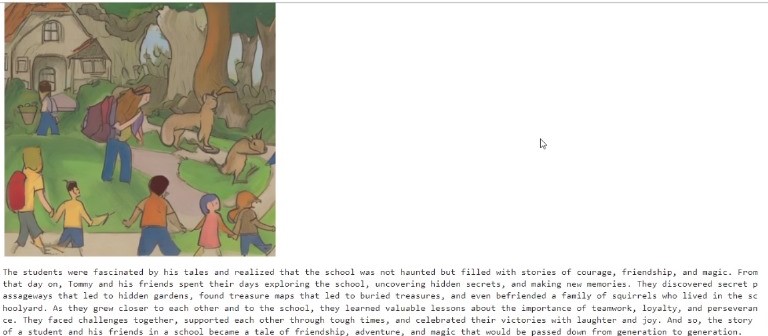 The students were fascinated by his tales and realized that the school was not haunted but filled with stories of courage, friendship, and magic. From
that day on, Tommy and his friends spent their days exploring the school, uncovering hidden secrets, and making new memories. They discovered secret p
assageways that led to hidden gardens, found treasure maps that led to buried treasures, and even befriended a family of squirrels who lived in the sc
hoolyard. As they grew closer to each other and to the school, they learned valuable lessons about the importance of teamwork, loyalty, and perseveran
ce. They faced challenges together, supported each other through tough times, and celebrated their victories with laughter and joy. And so, the story
of a student and his friends in a school became a tale of friendship, adventure, and magic that would be passed down from generation to generation.